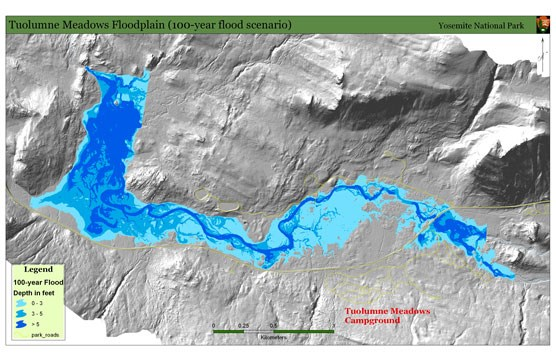 Tuolumne Meadows Floodplain (100-year flood scenario)
Yosemite National Park
Legend
100-year Flood
Depth in feet
0 - 3
3 - 5
> 5
park_roads
Tuolumne Meadows
Campground
0 0.25 0.5
Kilometers